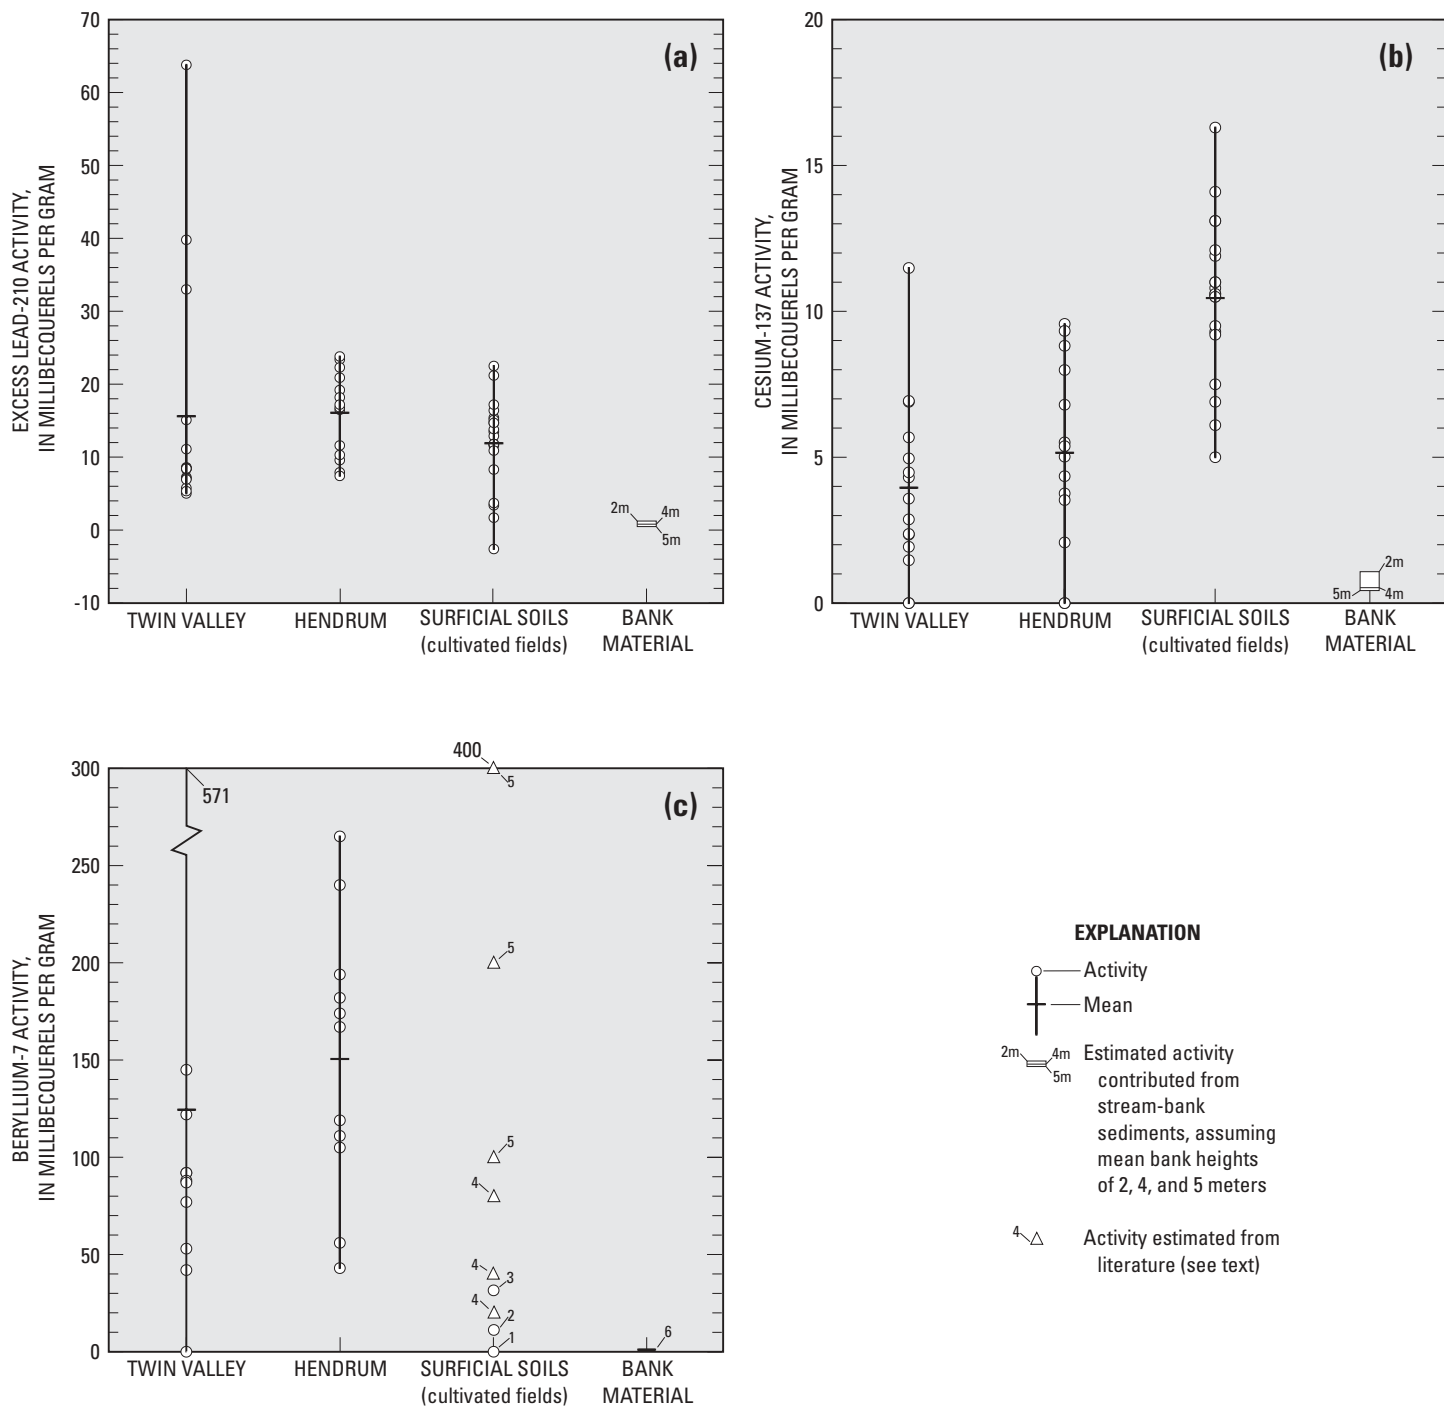 70
60
50
40
30
20
10
0
-10
EXCESS LEAD-210 ACTIVITY,
IN MILLIBECQUERELS PER GRAM
(a)
2m
4m
5m
TWIN VALLEY
HENDRUM
SURFICIAL SOILS
(cultivated fields)
BANK
MATERIAL
20
15
10
5
0
CESIUM-137 ACTIVITY,
IN MILLIBECQUERELS PER GRAM
(b)
2m
5m
4m
TWIN VALLEY
HENDRUM
SURFICIAL SOILS
(cultivated fields)
BANK
MATERIAL
300
250
200
150
100
50
0
BERYLLIUM-7 ACTIVITY,
IN MILLIBECQUERELS PER GRAM
400
5
571
(c)
5
5
4
4
3
4
2
1
6
TWIN VALLEY
HENDRUM
SURFICIAL SOILS
(cultivated fields)
BANK
MATERIAL
EXPLANATION
Activity
Mean
2m
4m
5m
Estimated activity
contributed from
stream-bank
sediments, assuming
mean bank heights
of 2, 4, and 5 meters
4
Activity estimated from
literature (see text)